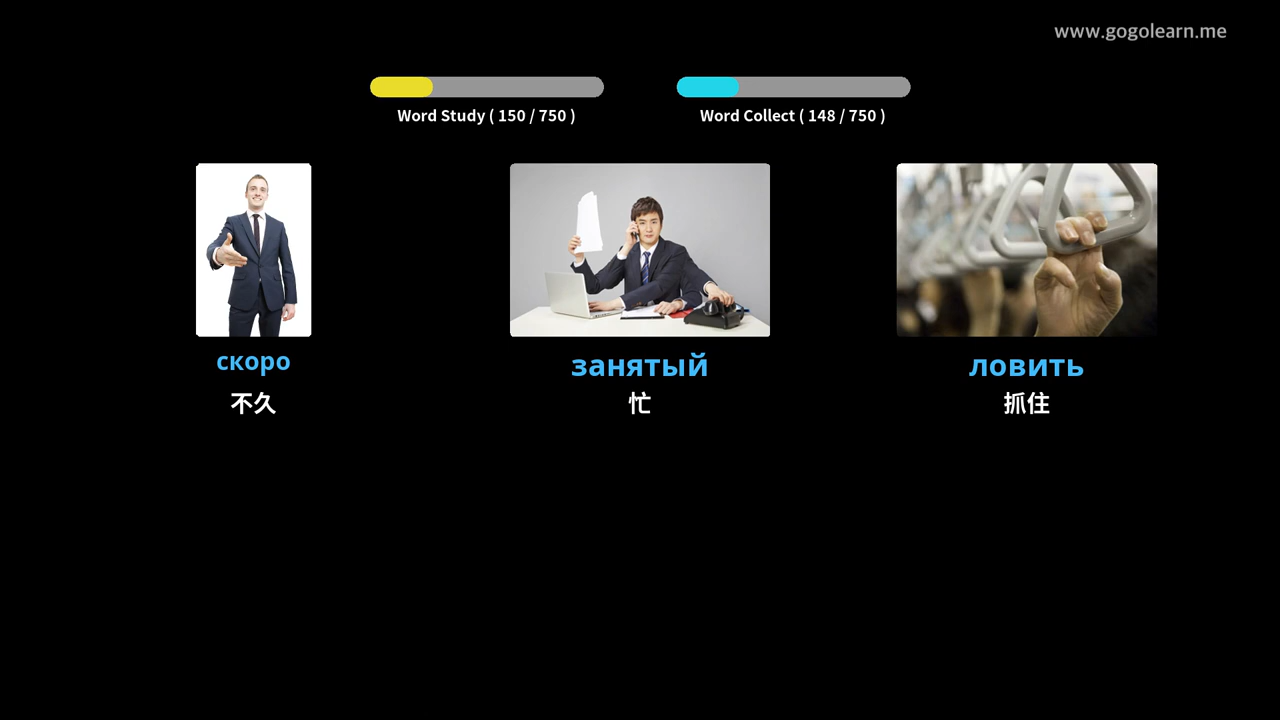 www.gogolearn.me
Word Study ( 150 / 750 )
Word Collect ( 148 / 750 )
скоро
不久
занятый
忙
ловить
抓住